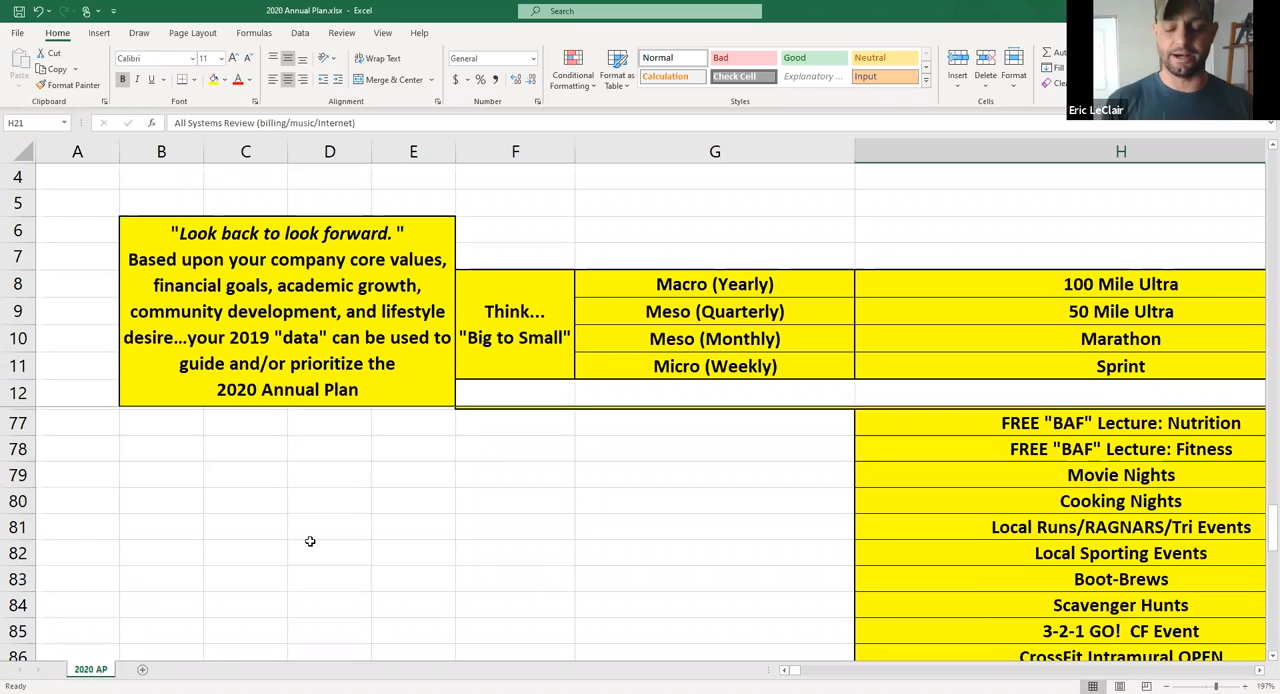 2020 Annual Plan.xlsx - Excel
Search
File Home Insert Draw Page Layout Formulas Data Review View Help
Paste
Cut
Copy
Format Painter
Clipboard
Calibri 11
B I U
Font
Wrap Text
Merge & Center
Alignment
General
$ % 9
Number
Conditional Formatting
Format as Table
Normal Bad Good Neutral
Calculation Check Cell Explanatory ... Input
Styles
Insert Delete Format
Cells
Fill
Eric LeClair
H21 fx All Systems Review (billing/music/Internet)
A B C D E F G H
4
5
6
7
8
9
10
11
12
77
78
79
80
81
82
83
84
85
86
"Look back to look forward. "
Based upon your company core values,
financial goals, academic growth,
community development, and lifestyle
desire...your 2019 "data" can be used to
guide and/or prioritize the
2020 Annual Plan
Think...
"Big to Small"
Macro (Yearly) 100 Mile Ultra
Meso (Quarterly) 50 Mile Ultra
Meso (Monthly) Marathon
Micro (Weekly) Sprint
FREE "BAF" Lecture: Nutrition
FREE "BAF" Lecture: Fitness
Movie Nights
Cooking Nights
Local Runs/RAGNARS/Tri Events
Local Sporting Events
Boot-Brews
Scavenger Hunts
3-2-1 GO!  CF Event
CrossFit Intramural OPEN
2020 AP
Ready
197%